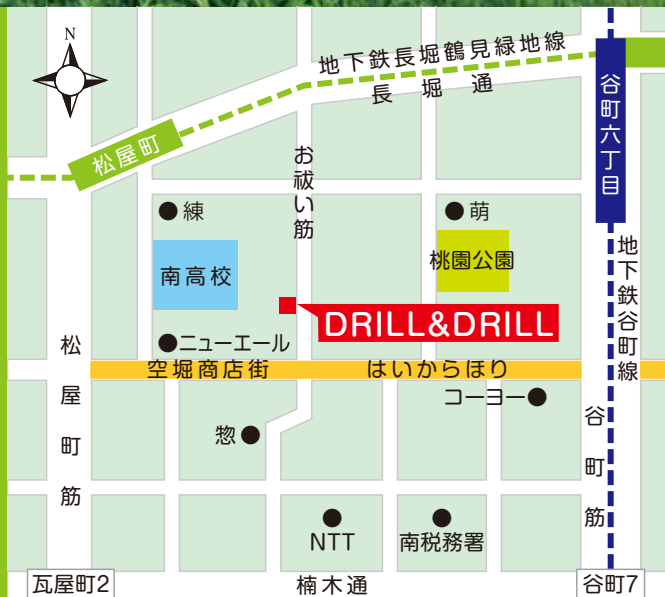 N
地下鉄長堀鶴見緑地線
長堀通
谷町六丁目
松屋町
お祓い筋
練
萌
南高校
桃園公園
地下鉄谷町線
DRILL&DRILL
ニューエール
松屋町筋
空堀商店街
はいからほり
コーヨー
谷町筋
惣
NTT
南税務署
瓦屋町2
楠木通
谷町7